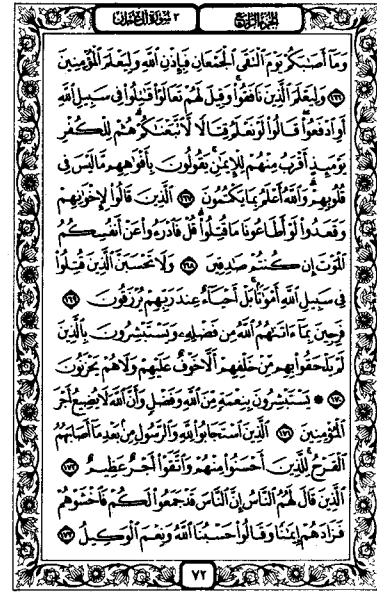 الجزء الرابع
٣ سورة آل عمران
وَمَآ أَصَٰبَكُمْ يَوْمَ ٱلْتَقَى ٱلْجَمْعَانِ فَبِإِذْنِ ٱللَّهِ وَلِيَعْلَمَ ٱلْمُؤْمِنِينَ
١٦٦ وَلِيَعْلَمَ ٱلَّذِينَ نَافَقُوا۟ وَقِيلَ لَهُمْ تَعَالَوْا۟ قَٰتِلُوا۟ فِى سَبِيلِ ٱللَّهِ
أَوِ ٱدْفَعُوا۟ قَالُوا۟ لَوْ نَعْلَمُ قِتَالًا لَّٱتَّبَعْنَٰكُمْ هُمْ لِلْكُفْرِ
يَوْمَئِذٍ أَقْرَبُ مِنْهُمْ لِلْإِيمَٰنِ يَقُولُونَ بِأَفْوَٰهِهِم مَّا لَيْسَ فِى
قُلُوبِهِمْ وَٱللَّهُ أَعْلَمُ بِمَا يَكْتُمُونَ ١٦٧ ٱلَّذِينَ قَالُوا۟ لِإِخْوَٰنِهِمْ
وَقَعَدُوا۟ لَوْ أَطَاعُونَا مَا قُتِلُوا۟ قُلْ فَٱدْرَءُوا۟ عَنْ أَنفُسِكُمُ
ٱلْمَوْتَ إِن كُنتُمْ صَٰدِقِينَ ١٦٨ وَلَا تَحْسَبَنَّ ٱلَّذِينَ قُتِلُوا۟
فِى سَبِيلِ ٱللَّهِ أَمْوَٰتًۢا بَلْ أَحْيَآءٌ عِندَ رَبِّهِمْ يُرْزَقُونَ ١٦٩
فَرِحِينَ بِمَآ ءَاتَىٰهُمُ ٱللَّهُ مِن فَضْلِهِۦ وَيَسْتَبْشِرُونَ بِٱلَّذِينَ
لَمْ يَلْحَقُوا۟ بِهِم مِّنْ خَلْفِهِمْ أَلَّا خَوْفٌ عَلَيْهِمْ وَلَا هُمْ يَحْزَنُونَ
١٧٠ ۞ يَسْتَبْشِرُونَ بِنِعْمَةٍ مِّنَ ٱللَّهِ وَفَضْلٍ وَأَنَّ ٱللَّهَ لَا يُضِيعُ أَجْرَ
ٱلْمُؤْمِنِينَ ١٧١ ٱلَّذِينَ ٱسْتَجَابُوا۟ لِلَّهِ وَٱلرَّسُولِ مِنۢ بَعْدِ مَآ أَصَابَهُمُ
ٱلْقَرْحُ لِلَّذِينَ أَحْسَنُوا۟ مِنْهُمْ وَٱتَّقَوْا۟ أَجْرٌ عَظِيمٌ ١٧٢
ٱلَّذِينَ قَالَ لَهُمُ ٱلنَّاسُ إِنَّ ٱلنَّاسَ قَدْ جَمَعُوا۟ لَكُمْ فَٱخْشَوْهُمْ
فَزَادَهُمْ إِيمَٰنًا وَقَالُوا۟ حَسْبُنَا ٱللَّهُ وَنِعْمَ ٱلْوَكِيلُ ١٧٣
٧٢